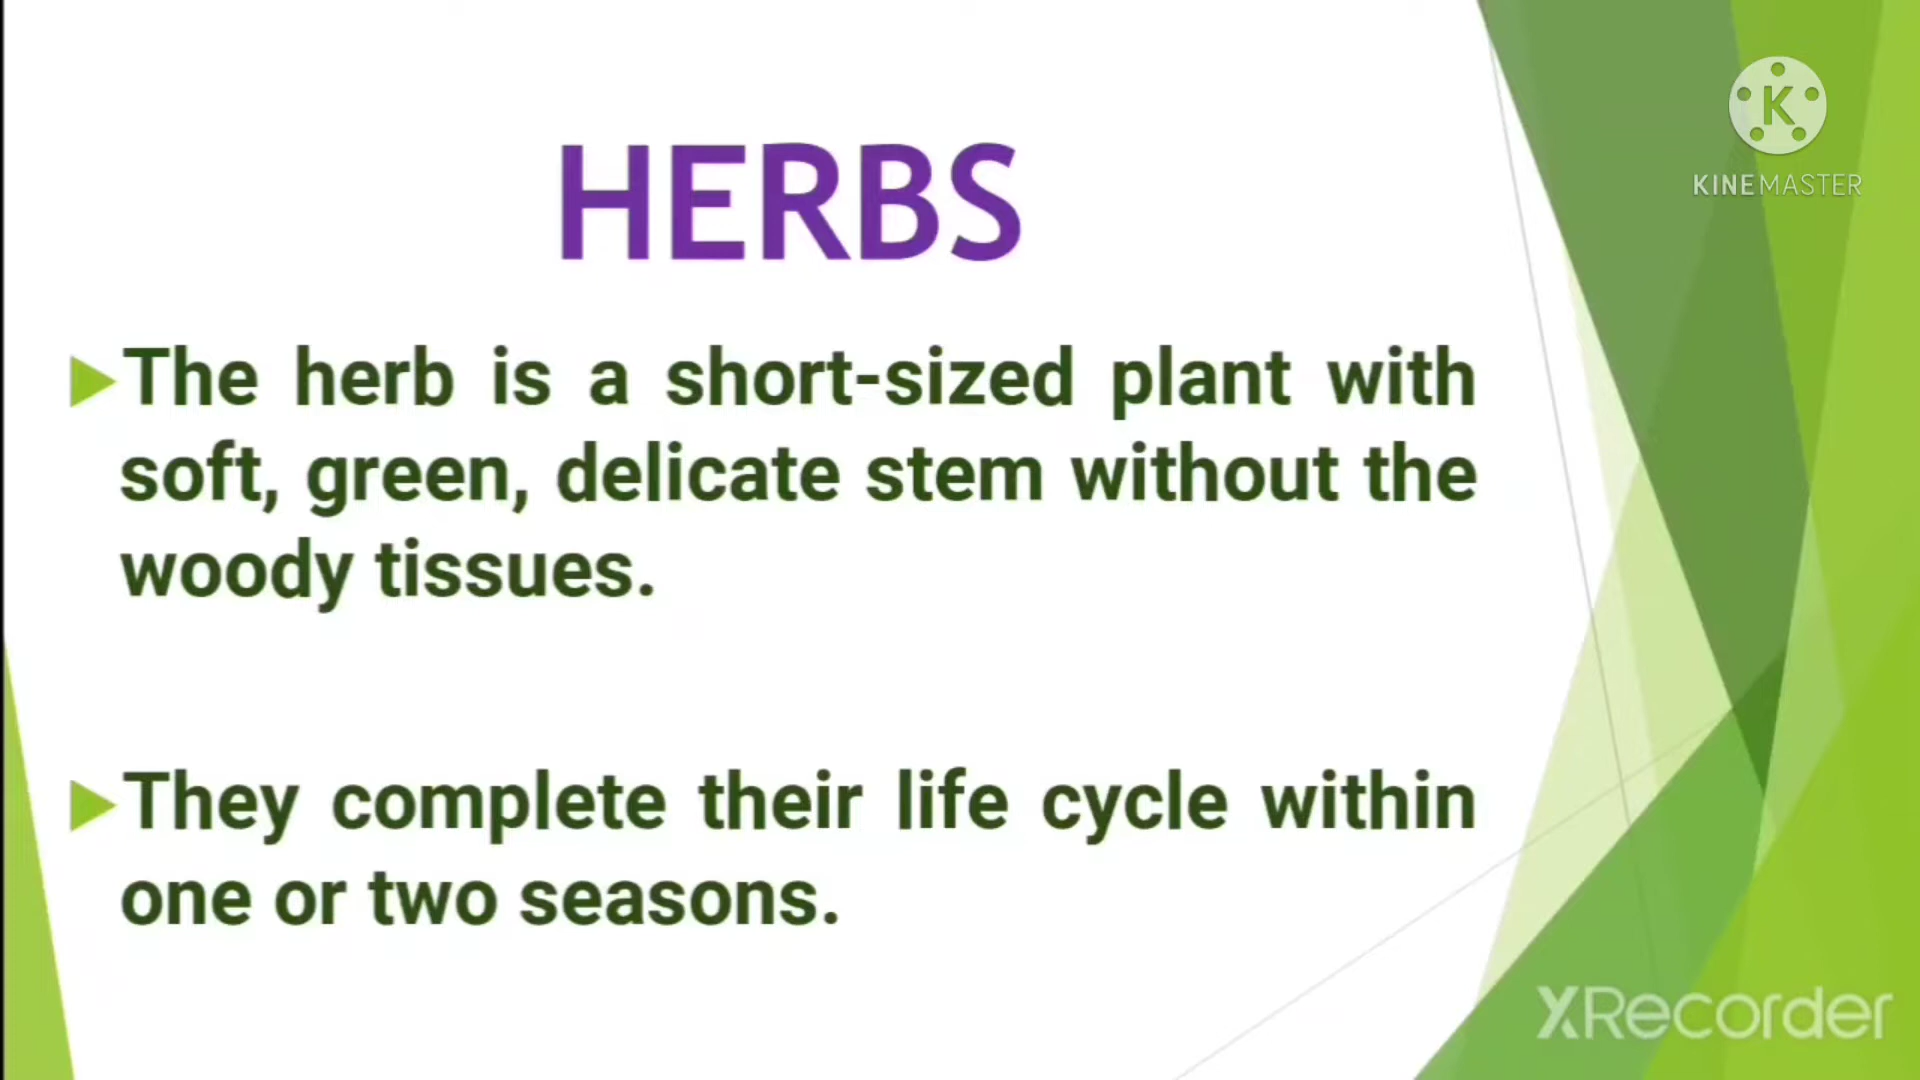 K
KINEMASTER
HERBS
The herb is a short-sized plant with
soft, green, delicate stem without the
woody tissues.
They complete their life cycle within
one or two seasons.
XRecorder